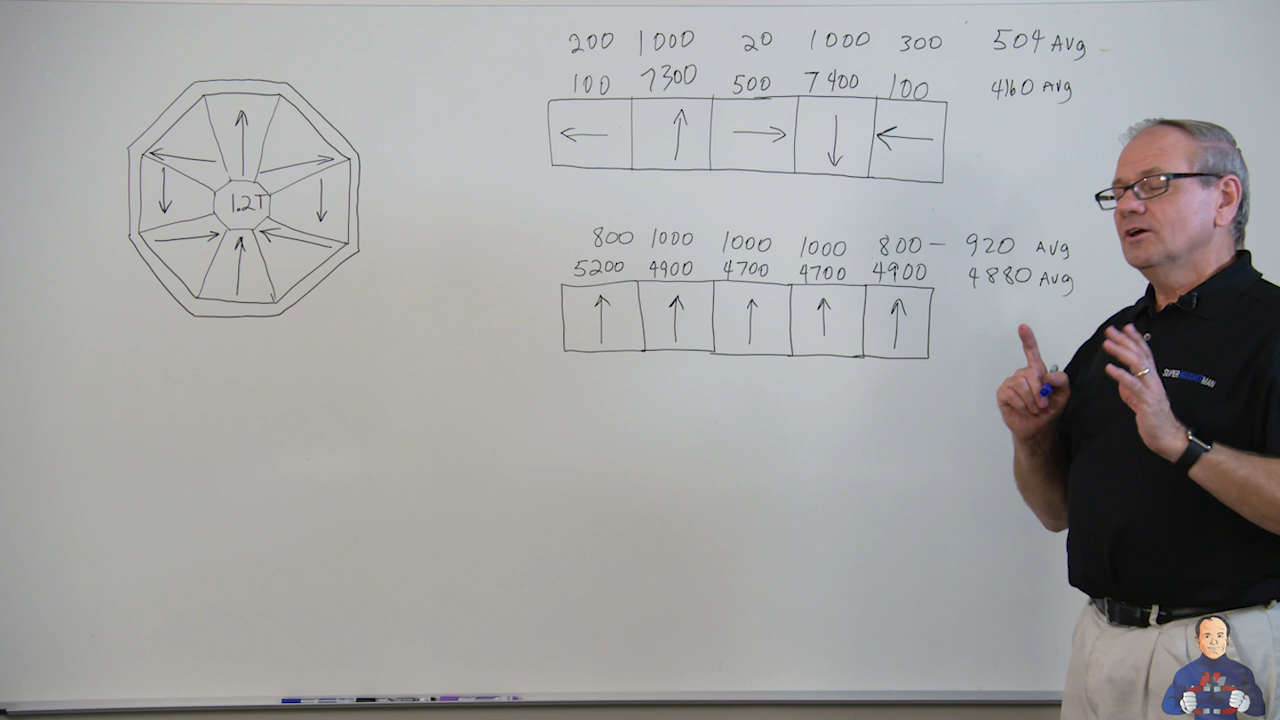 200 1000 20 1000 300 504 Avg
100 7300 500 7400 100 4160 Avg
1.2T
800 1000 1000 1000 800 – 920 Avg
5200 4900 4700 4700 4900 4880 Avg
SUPERMAGNETMAN